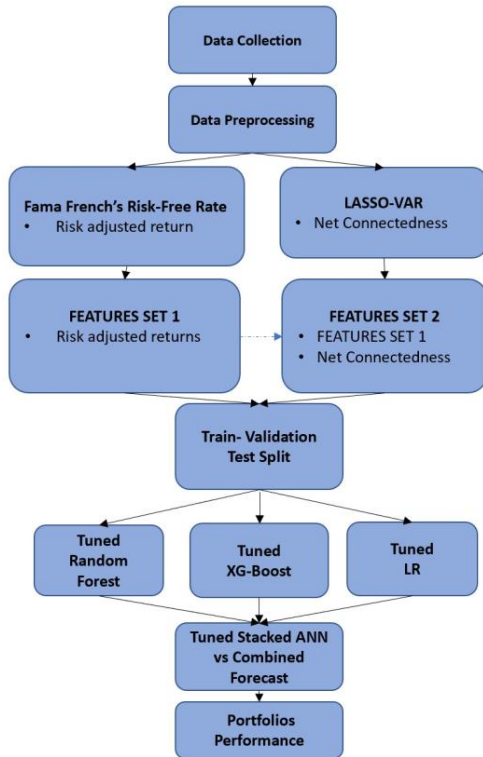 Data Collection
Data Preprocessing
Fama French's Risk-Free Rate
• Risk adjusted return
LASSO-VAR
• Net Connectedness
FEATURES SET 1
• Risk adjusted returns
FEATURES SET 2
• FEATURES SET 1
• Net Connectedness
Train- Validation
Test Split
Tuned
Random
Forest
Tuned
XG-Boost
Tuned
LR
Tuned Stacked ANN
vs Combined
Forecast
Portfolios
Performance